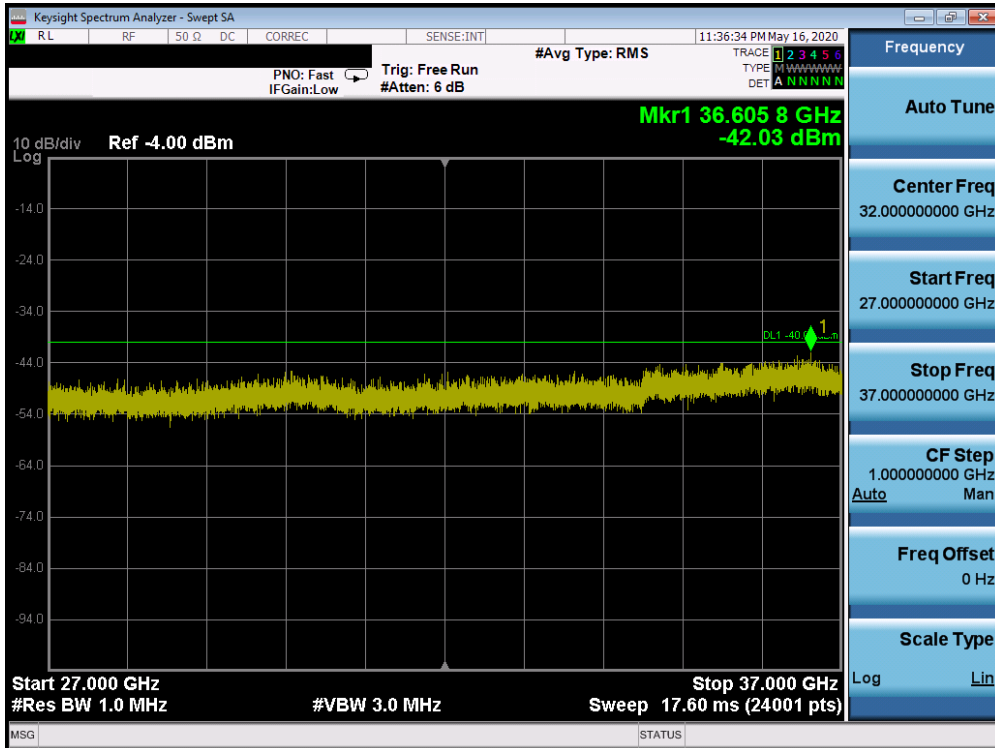 Keysight Spectrum Analyzer - Swept SA
LXI RL RF 50 Ω DC CORREC SENSE:INT 11:36:34 PM May 16, 2020
#Avg Type: RMS
TRACE 1 2 3 4 5 6
PNO: Fast Trig: Free Run
TYPE M WWWWW
IFGain:Low #Atten: 6 dB
DET A N N N N N
Mkr1 36.605 8 GHz
-42.03 dBm
10 dB/div Ref -4.00 dBm
Log
-14.0
-24.0
-34.0
DL1
1
-44.0
-54.0
-64.0
-74.0
-84.0
-94.0
Start 27.000 GHz Stop 37.000 GHz
#Res BW 1.0 MHz #VBW 3.0 MHz Sweep 17.60 ms (24001 pts)
MSG STATUS
Frequency
Auto Tune
Center Freq
32.000000000 GHz
Start Freq
27.000000000 GHz
Stop Freq
37.000000000 GHz
CF Step
1.000000000 GHz
Auto Man
Freq Offset
0 Hz
Scale Type
Log Lin